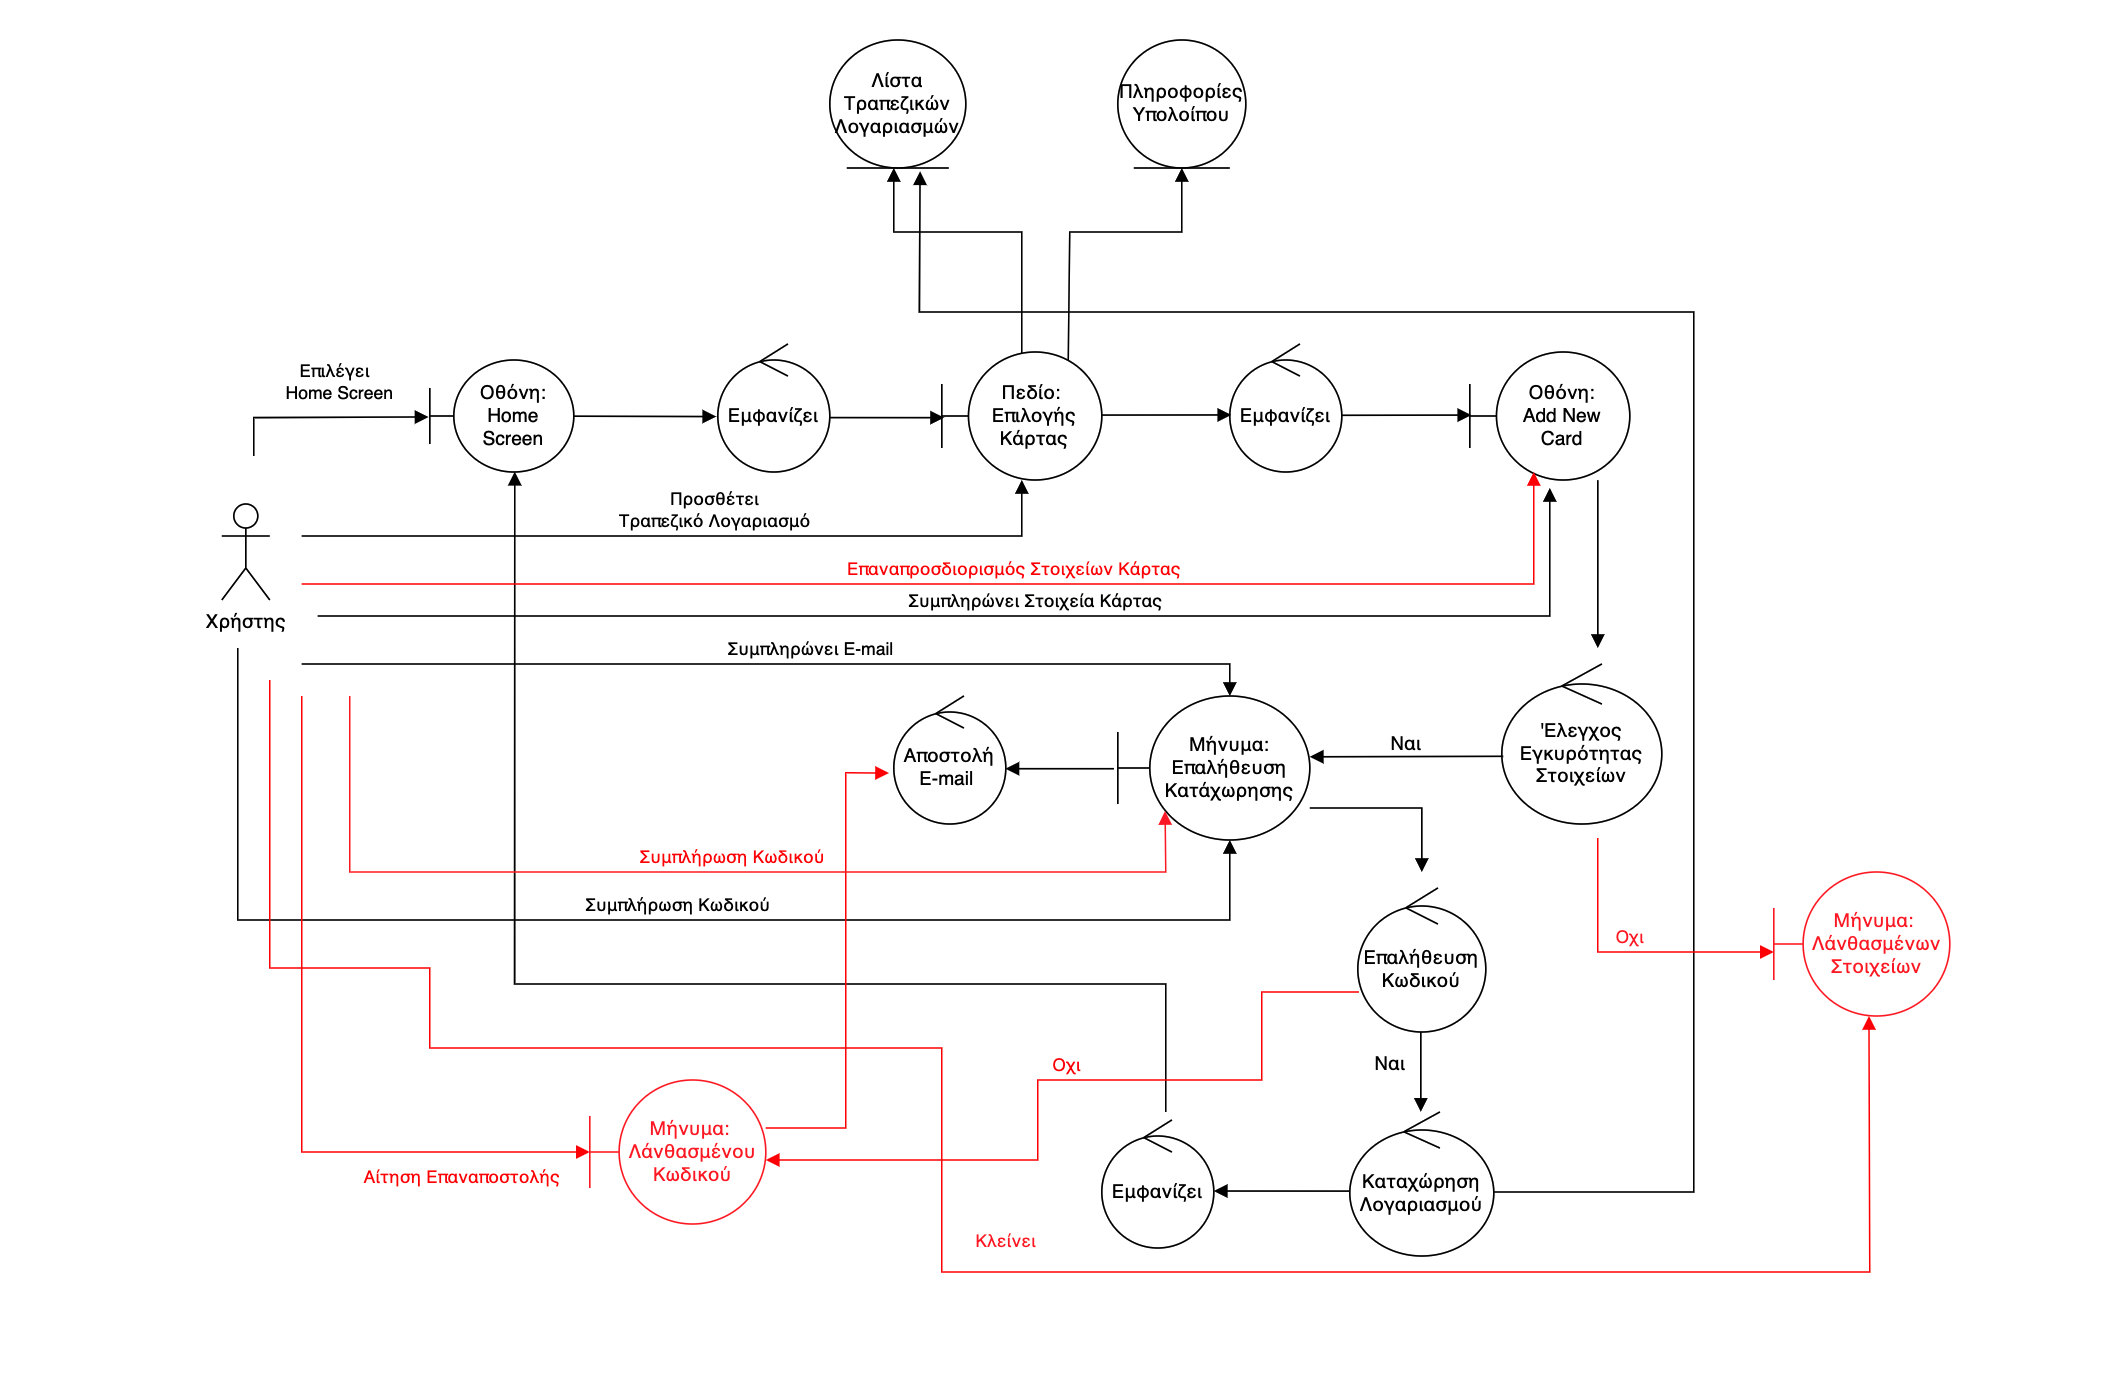 Λίστα
Τραπεζικών
Λογαριασμών
Πληροφορίες
Υπολοίπου
Επιλέγει
Home Screen
Οθόνη:
Home
Screen
Εμφανίζει
Πεδίο:
Επιλογής
Κάρτας
Εμφανίζει
Οθόνη:
Add New
Card
Προσθέτει
Τραπεζικό Λογαριασμό
Επαναπροσδιορισμός Στοιχείων Κάρτας
Συμπληρώνει Στοιχεία Κάρτας
Χρήστης
Συμπληρώνει E-mail
Αποστολή
E-mail
Μήνυμα:
Επαλήθευση
Κατάχωρησης
Ναι
'Ελεγχος
Εγκυρότητας
Στοιχείων
Συμπλήρωση Κωδικού
Συμπλήρωση Κωδικού
Επαλήθευση
Κωδικού
Οχι
Μήνυμα:
Λάνθασμένων
Στοιχείων
Οχι
Ναι
Μήνυμα:
Λάνθασμένου
Κωδικού
Αίτηση Επαναποστολής
Εμφανίζει
Καταχώρηση
Λογαριασμού
Κλείνει